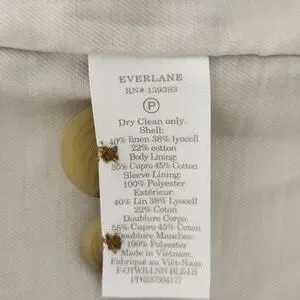 EVERLANE
RN# 139393
P
Dry Clean only.
Shell:
40% linen 38% lyocell
22% cotton
Body Lining:
55% Cupro 45% Cotton
Sleeve Lining:
100% Polyester
Extérieur:
40% Lin 38% Lyocell
22% Coton
Doublure Corps:
55% Cupro 45% Coton
Doublure Manches:
100% Polyester
Made in Vietnam.
Fabriqué au Viêt-Nam.